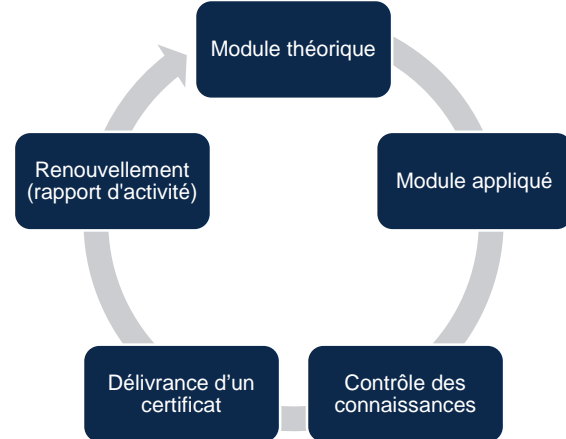 Module théorique
Module appliqué
Contrôle des
connaissances
Délivrance d’un
certificat
Renouvellement
(rapport d'activité)